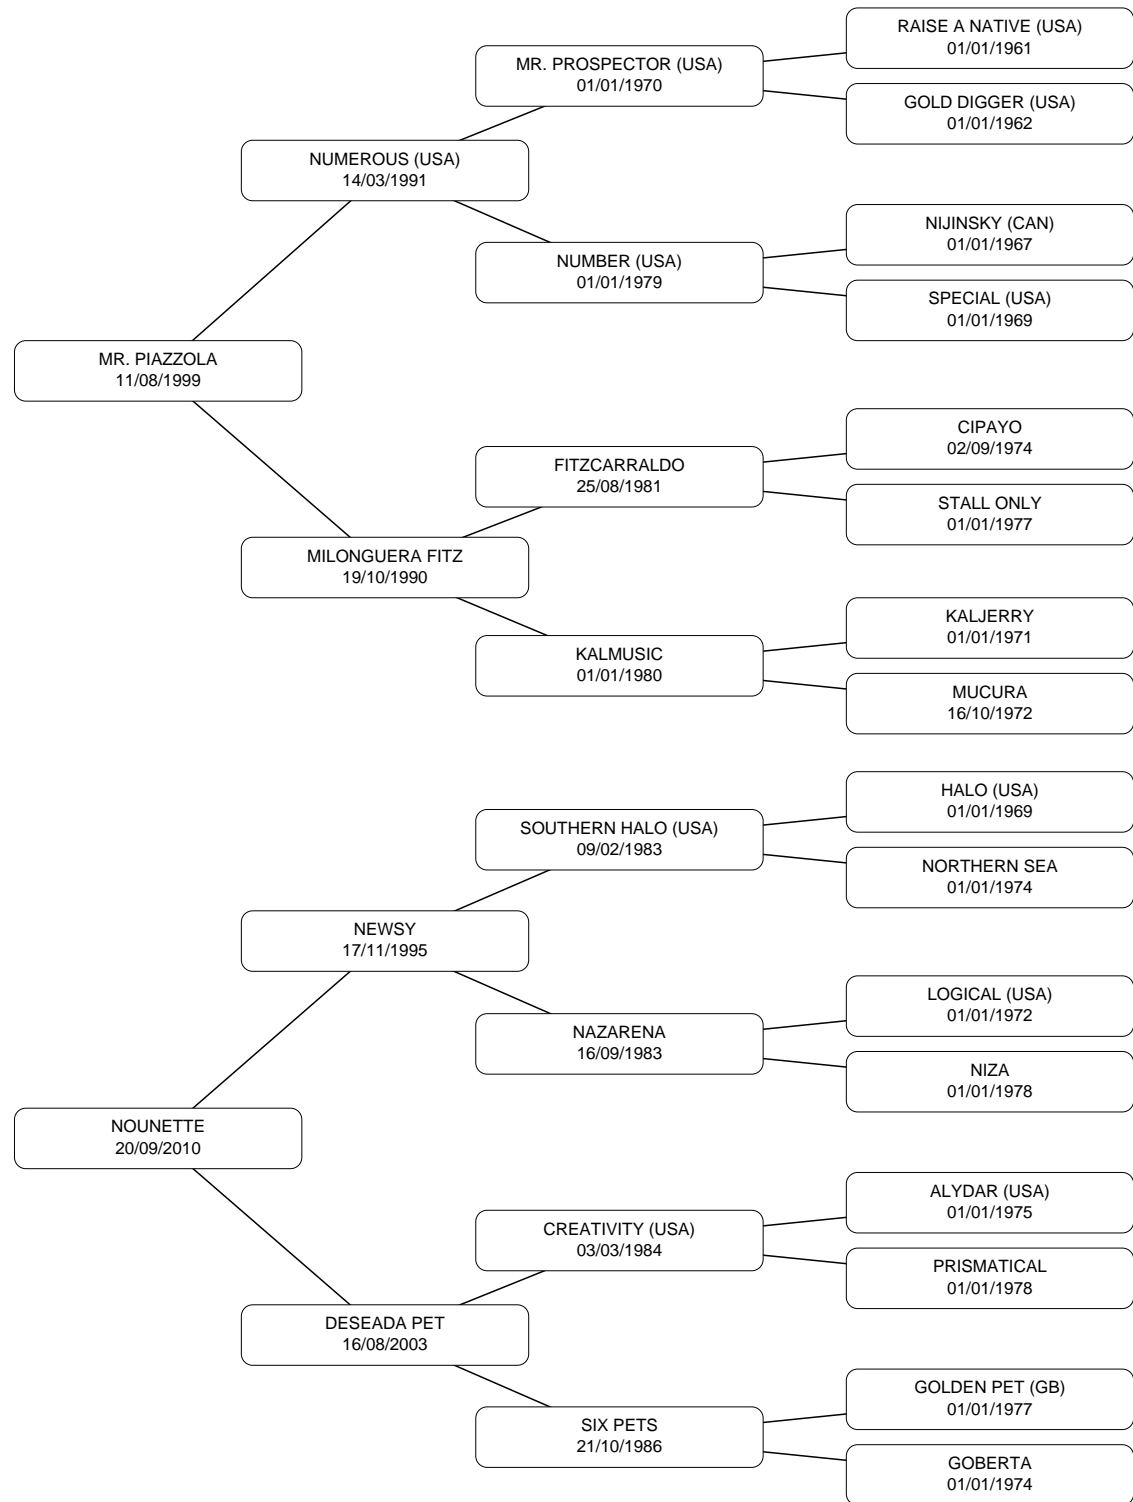 RAISE A NATIVE (USA)
01/01/1961
MR. PROSPECTOR (USA)
01/01/1970
GOLD DIGGER (USA)
01/01/1962
NUMEROUS (USA)
14/03/1991
NIJINSKY (CAN)
01/01/1967
NUMBER (USA)
01/01/1979
SPECIAL (USA)
01/01/1969
MR. PIAZZOLA
11/08/1999
CIPAYO
02/09/1974
FITZCARRALDO
25/08/1981
STALL ONLY
01/01/1977
MILONGUERA FITZ
19/10/1990
KALJERRY
01/01/1971
KALMUSIC
01/01/1980
MUCURA
16/10/1972
HALO (USA)
01/01/1969
SOUTHERN HALO (USA)
09/02/1983
NORTHERN SEA
01/01/1974
NEWSY
17/11/1995
LOGICAL (USA)
01/01/1972
NAZARENA
16/09/1983
NIZA
01/01/1978
NOUNETTE
20/09/2010
ALYDAR (USA)
01/01/1975
CREATIVITY (USA)
03/03/1984
PRISMATICAL
01/01/1978
DESEADA PET
16/08/2003
GOLDEN PET (GB)
01/01/1977
SIX PETS
21/10/1986
GOBERTA
01/01/1974